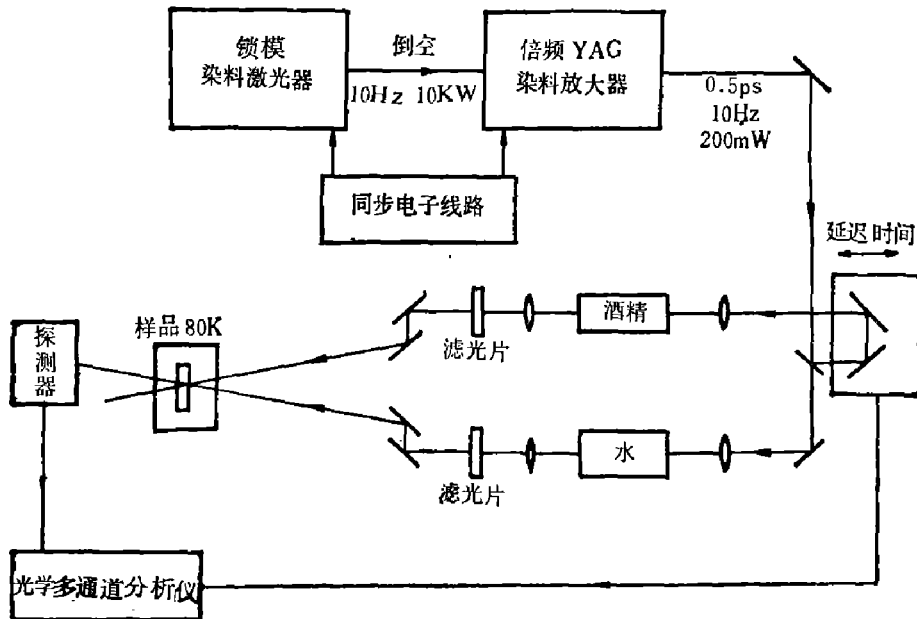 锁模
染料激光器
倒空
10Hz 10KW
倍频 YAG
染料放大器
0.5ps
10Hz
200mW
同步电子线路
延迟时间
酒精
滤光片
样品 80K
探
测
器
水
滤光片
光学多通道分析仪